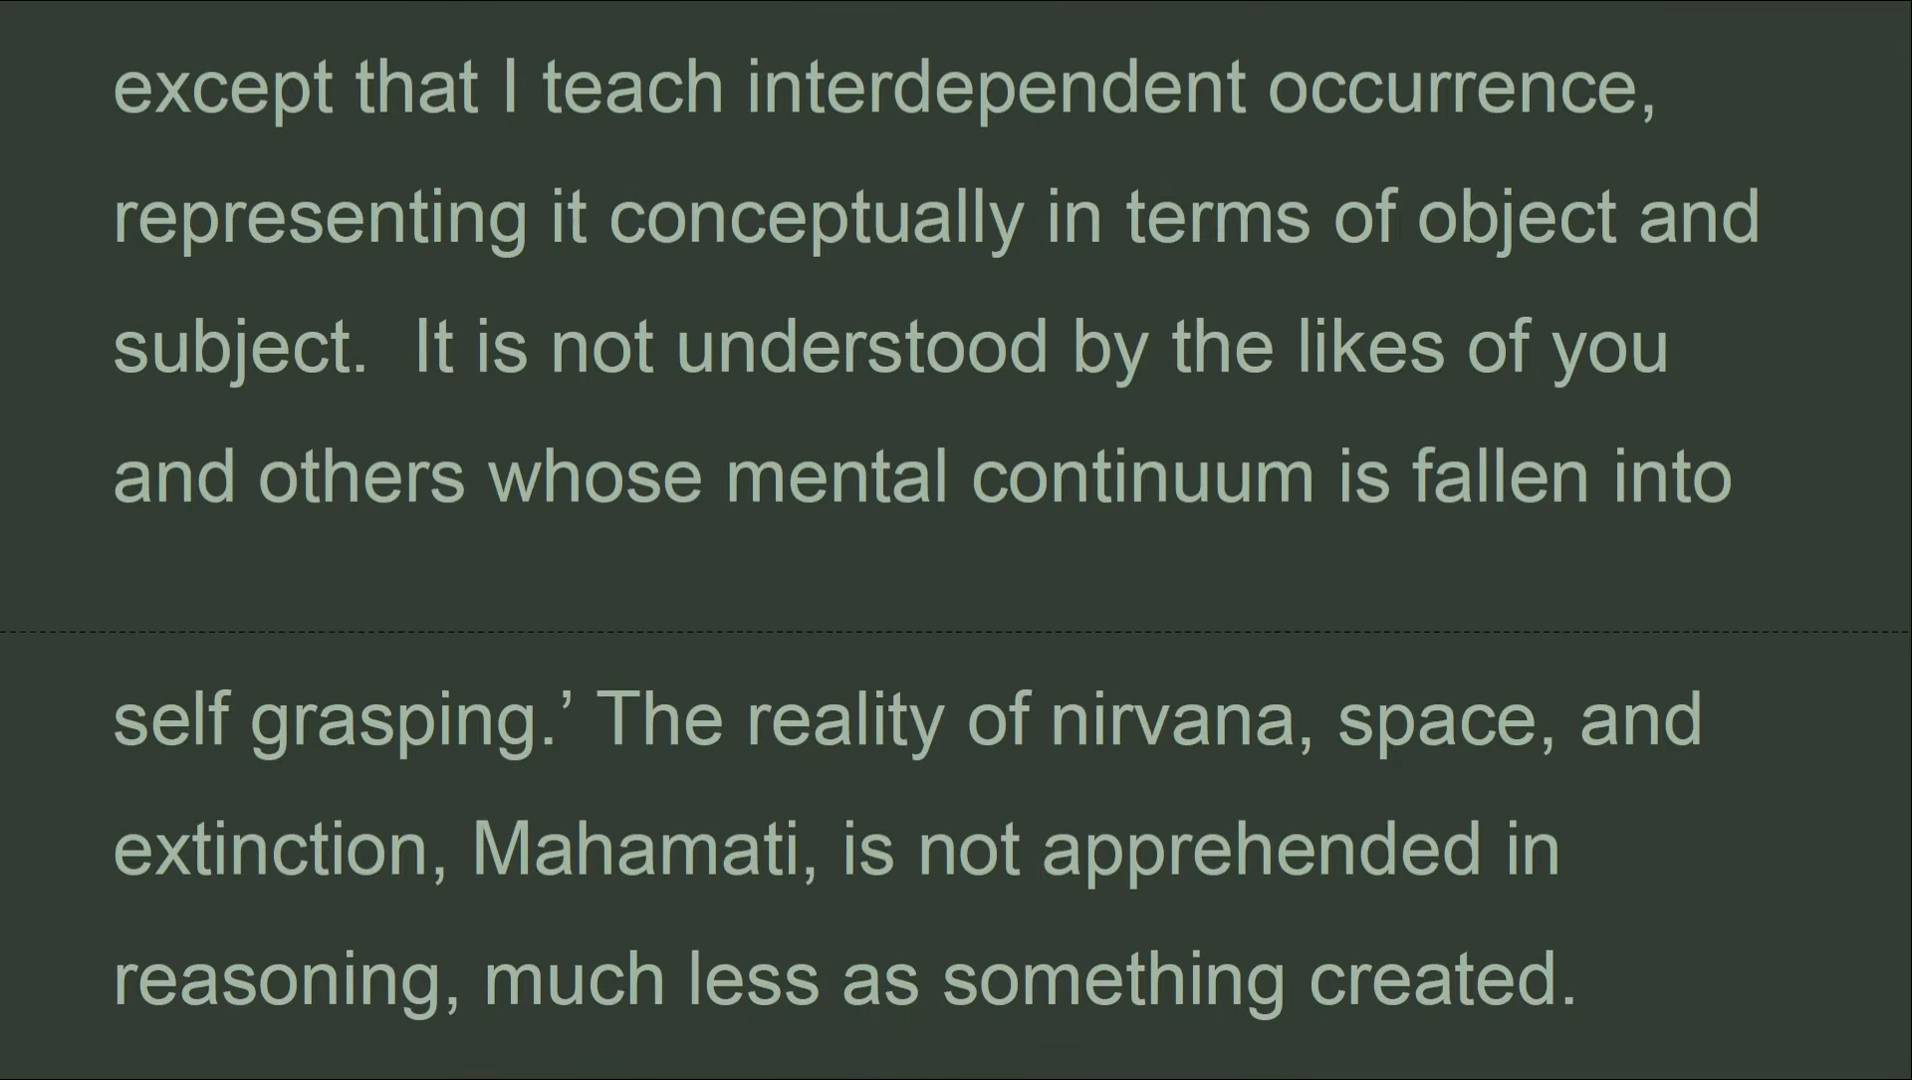 except that I teach interdependent occurrence,
representing it conceptually in terms of object and
subject.  It is not understood by the likes of you
and others whose mental continuum is fallen into
self grasping.’ The reality of nirvana, space, and
extinction, Mahamati, is not apprehended in
reasoning, much less as something created.